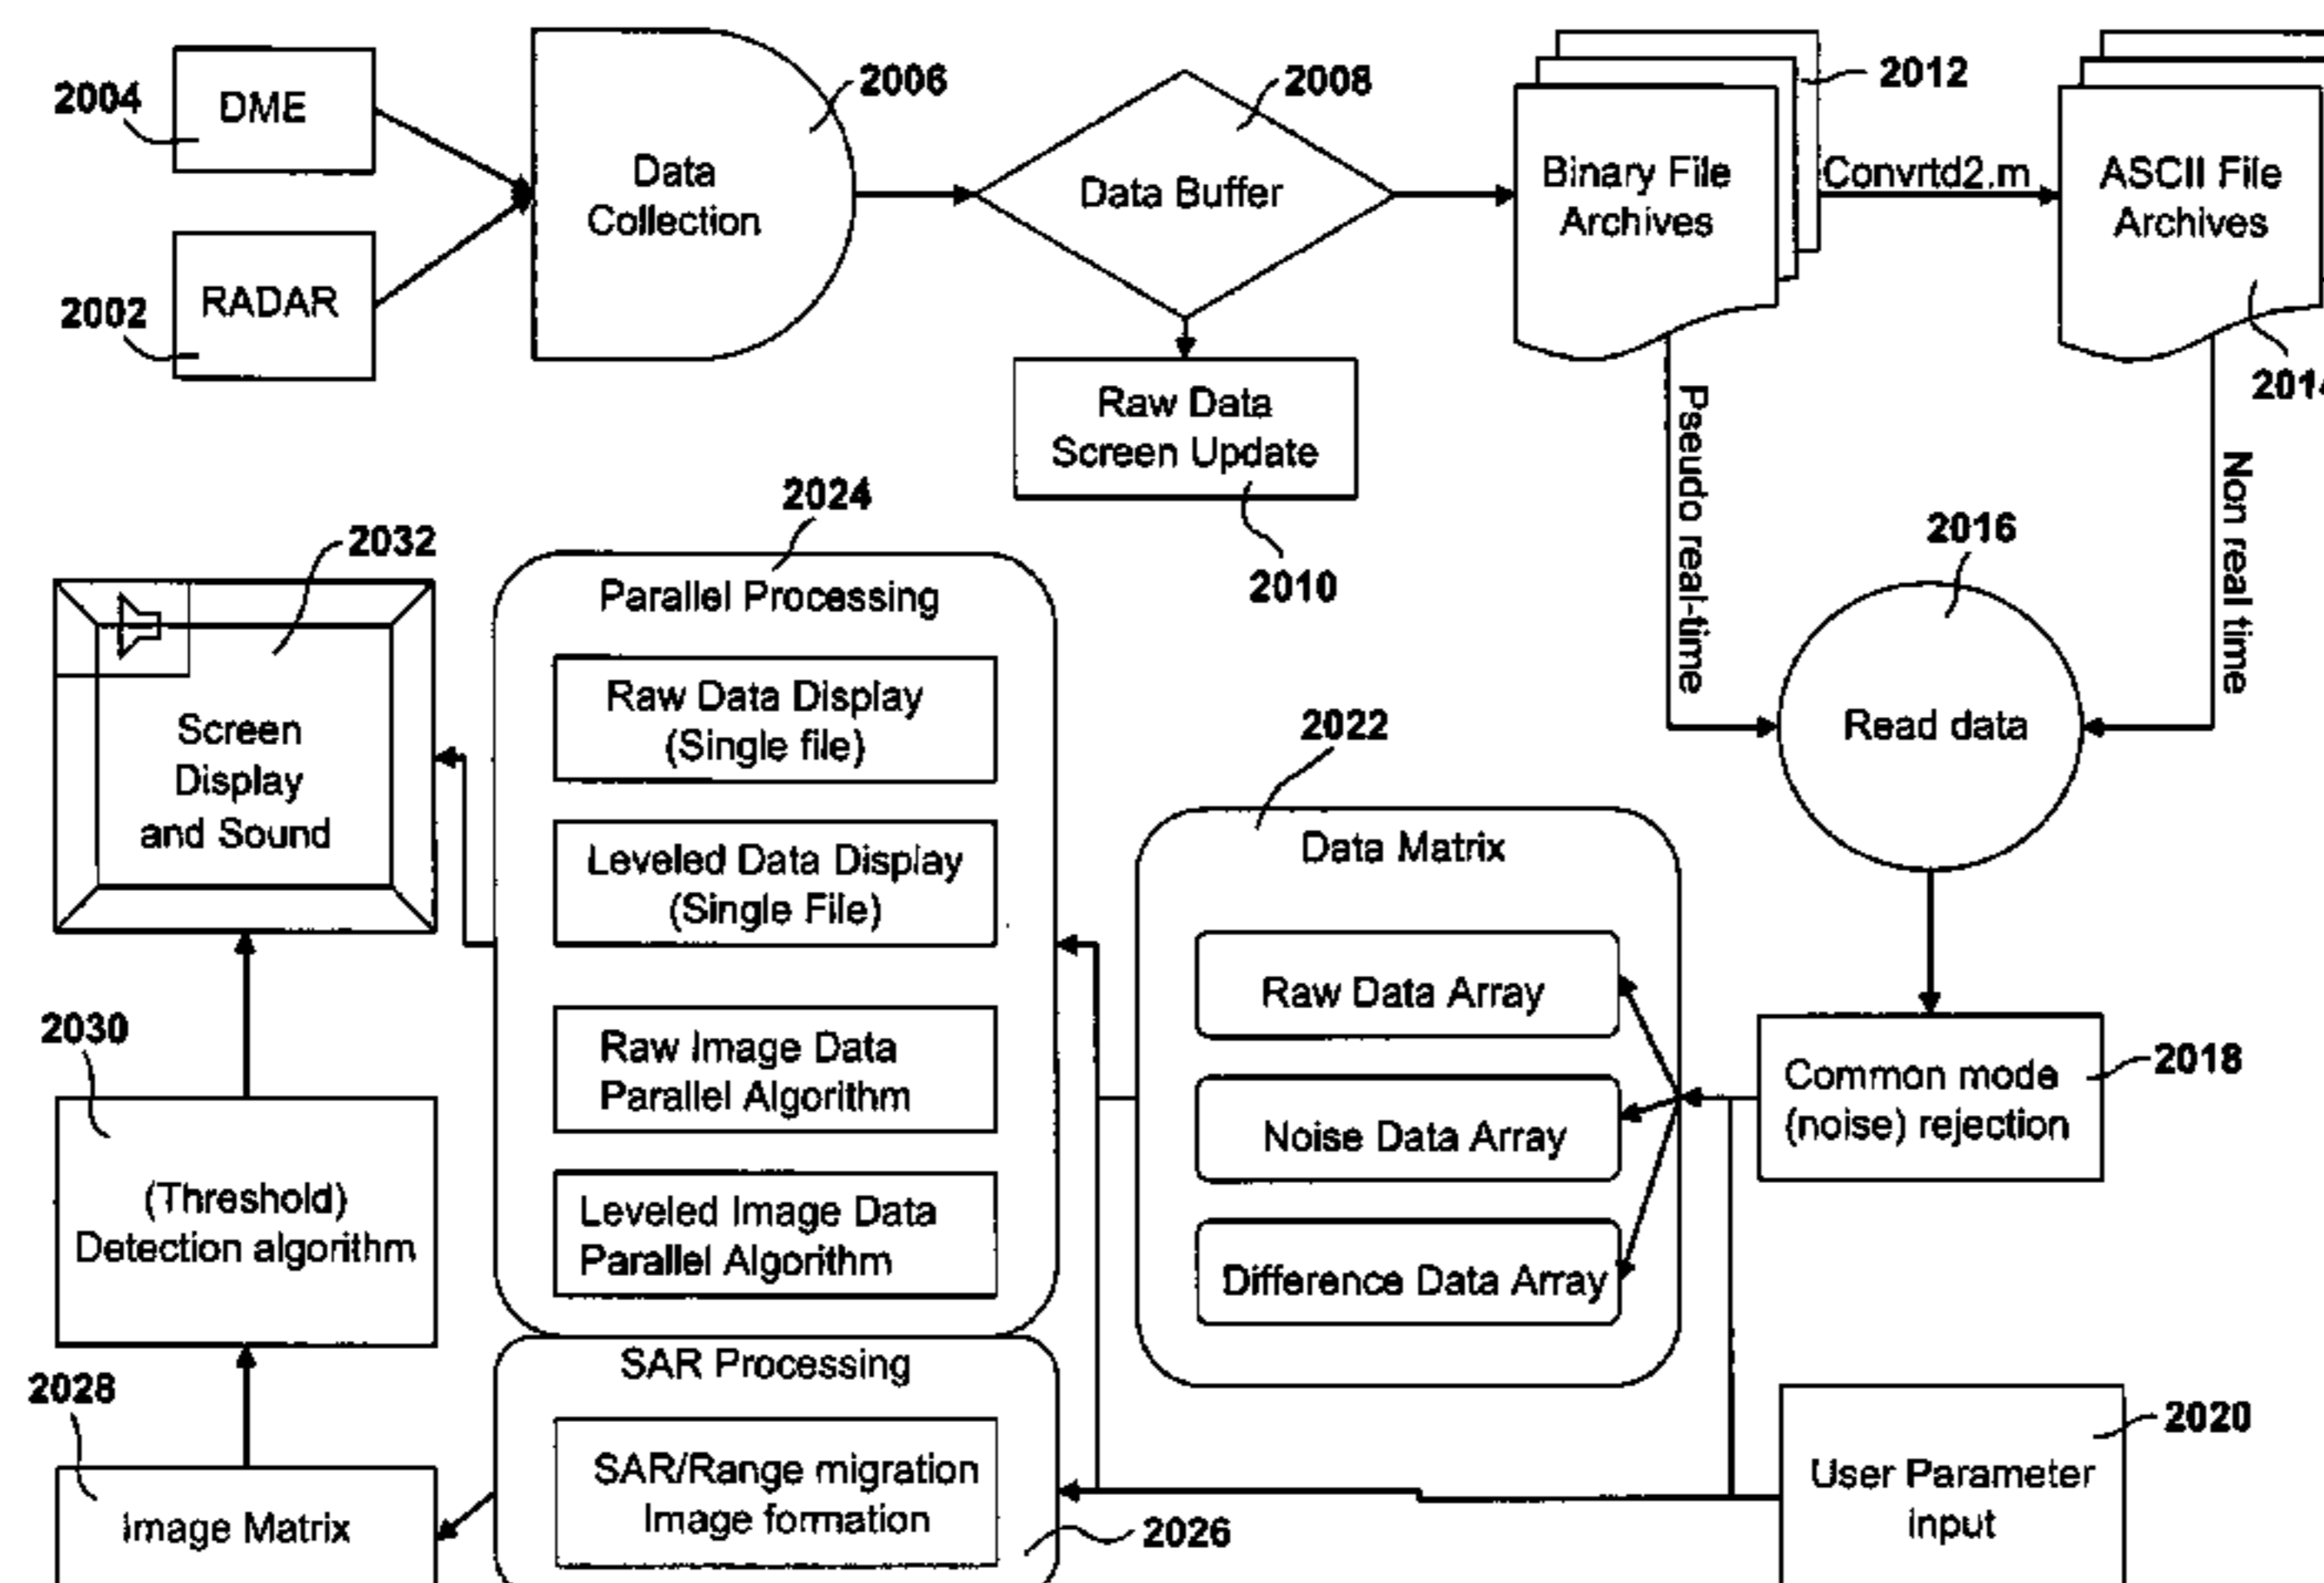 2004
DME
2002
RADAR
2006
Data
Collection
2008
Data Buffer
Raw Data
Screen Update
2010
2012
Binary File
Archives
Convrtd2.m
ASCII File
Archives
Pseudo real-time
Non real time
2016
Read data
2018
Common mode
(noise) rejection
2020
User Parameter
input
2022
Data Matrix
Raw Data Array
Noise Data Array
Difference Data Array
2024
Parallel Processing
Raw Data Display
(Single file)
Leveled Data Display
(Single File)
Raw Image Data
Parallel Algorithm
Leveled Image Data
Parallel Algorithm
SAR Processing
SAR/Range migration
Image formation
2026
2028
Image Matrix
2030
(Threshold)
Detection algorithm
2032
Screen
Display
and Sound